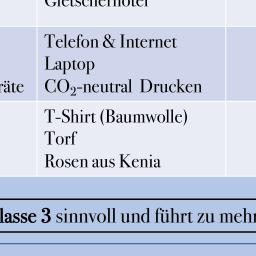 Gletscherhotel
Telefon & Internet
Laptop
räte CO₂-neutral Drucken
T-Shirt (Baumwolle)
Torf
Rosen aus Kenia
lasse 3 sinnvoll und führt zu mehr